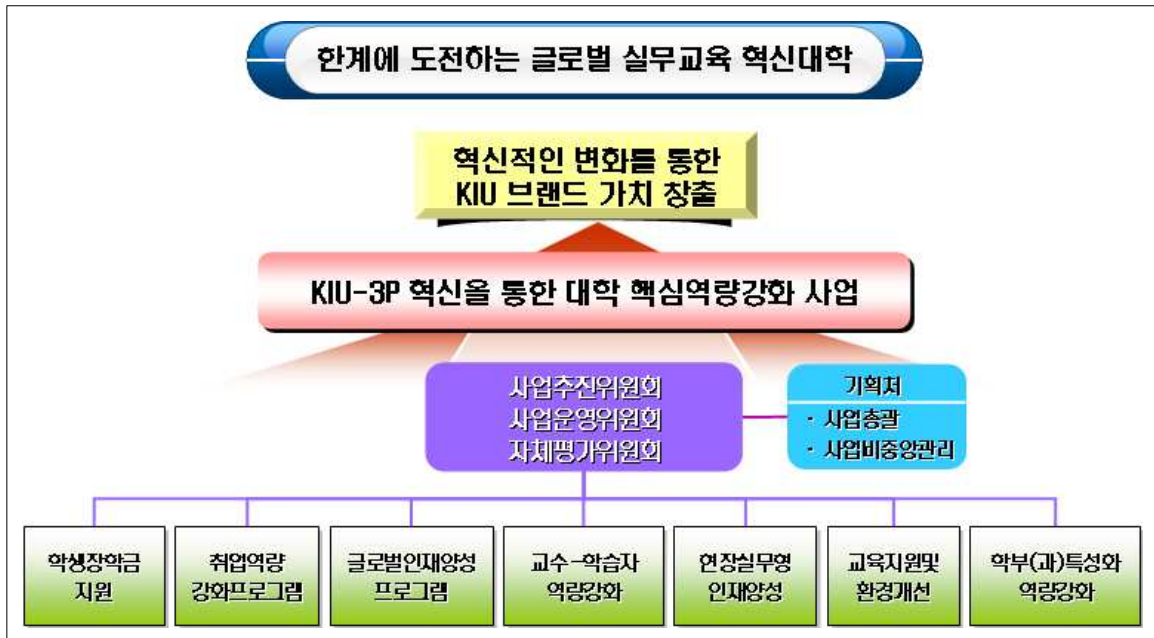 한계에 도전하는 글로벌 실무교육 혁신대학
혁신적인 변화를 통한
KIU 브랜드 가치 창출
KIU-3P 혁신을 통한 대학 핵심역량강화 사업
사업추진위원회
사업운영위원회
자체평가위원회
기획처
· 사업총괄
· 사업비중앙관리
학생장학금
지원
취업역량
강화프로그램
글로벌인재양성
프로그램
교수-학습자
역량강화
현장실무형
인재양성
교육지원및
환경개선
학부(과)특성화
역량강화